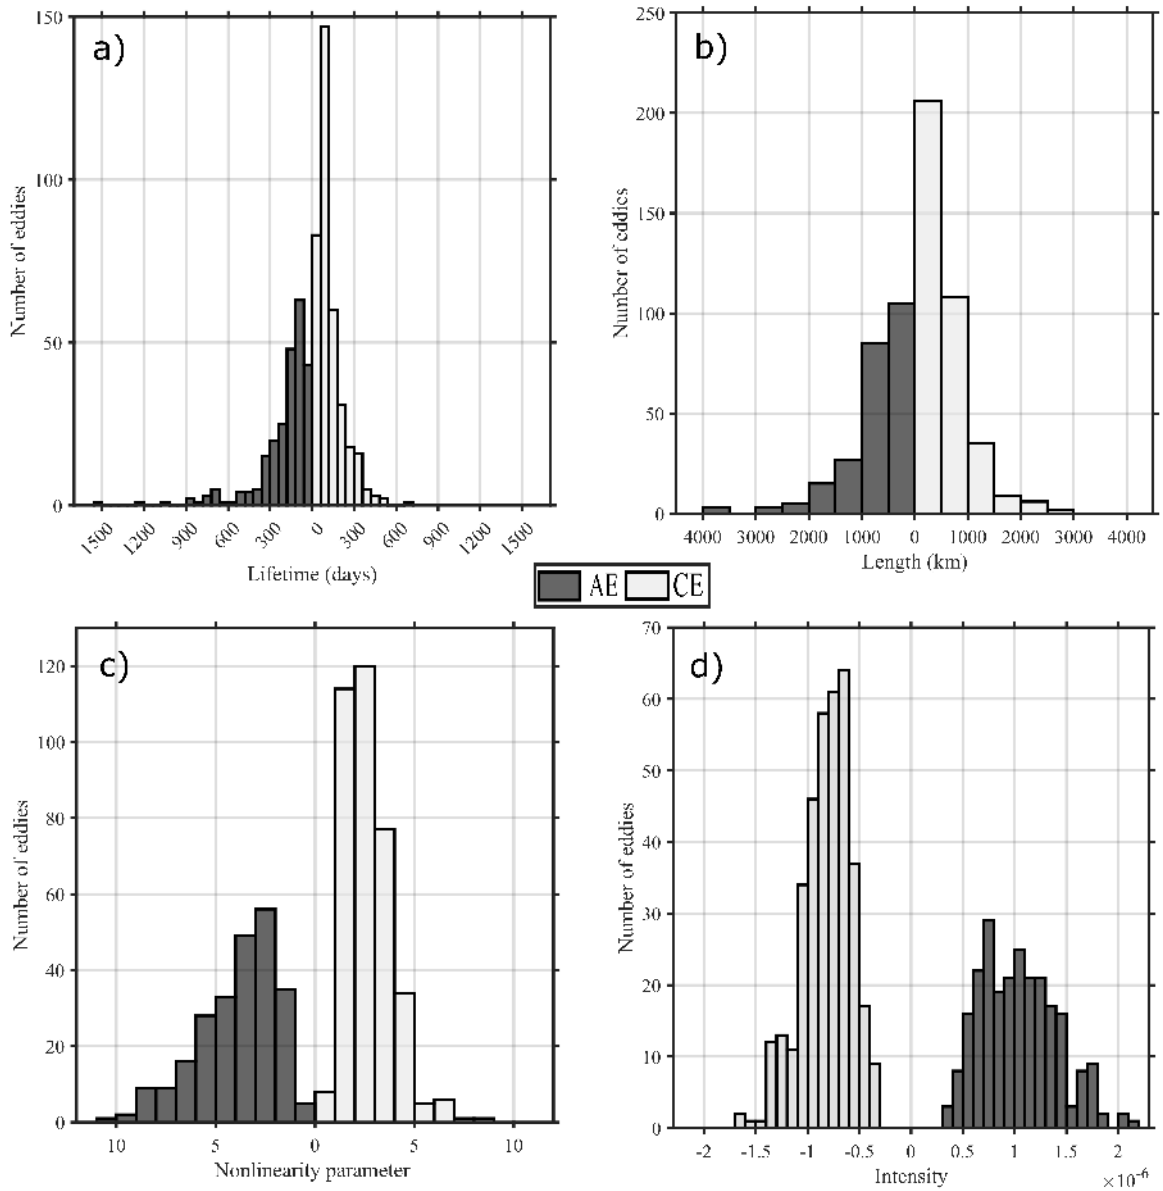 a)
150
100
50
0
Number of eddies
1500 1200 900 600 300 0 300 600 900 1200 1500
Lifetime (days)
b)
250
200
150
100
50
0
Number of eddies
4000 3000 2000 1000 0 1000 2000 3000 4000
Length (km)
AE CE
c)
120
100
80
60
40
20
0
Number of eddies
10 5 0 5 10
Nonlinearity parameter
d)
70
60
50
40
30
20
10
0
Number of eddies
-2 -1.5 -1 -0.5 0 0.5 1 1.5 2
Intensity
×10⁻⁶